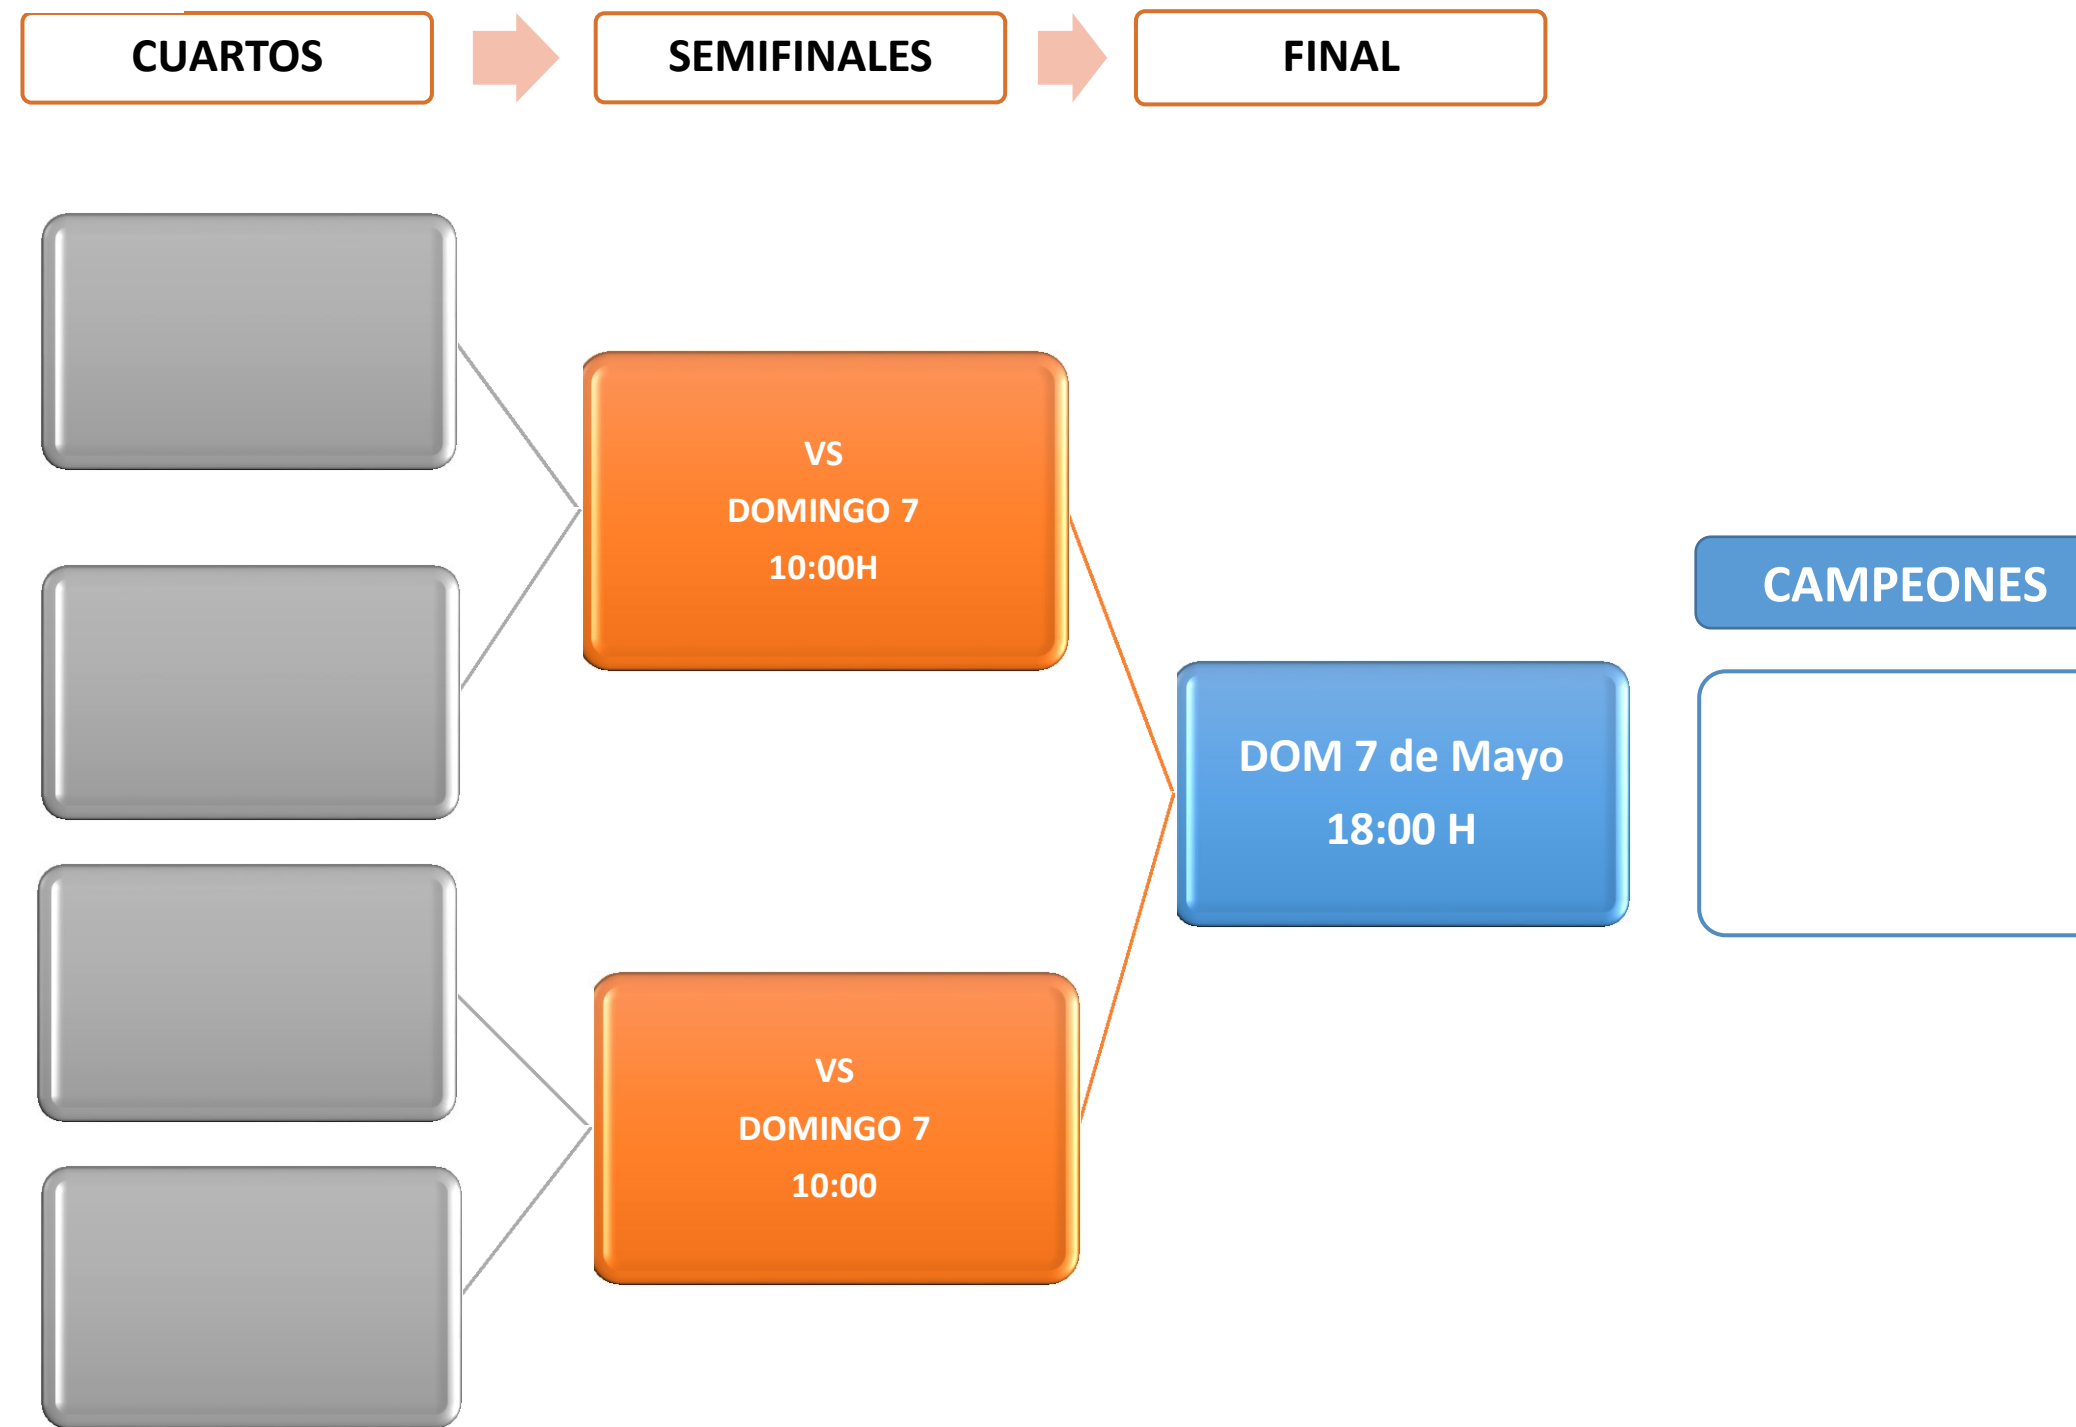 CUARTOS
SEMIFINALES
FINAL
VS
DOMINGO 7
10:00H
CAMPEONES
DOM 7 de Mayo
18:00 H
VS
DOMINGO 7
10:00